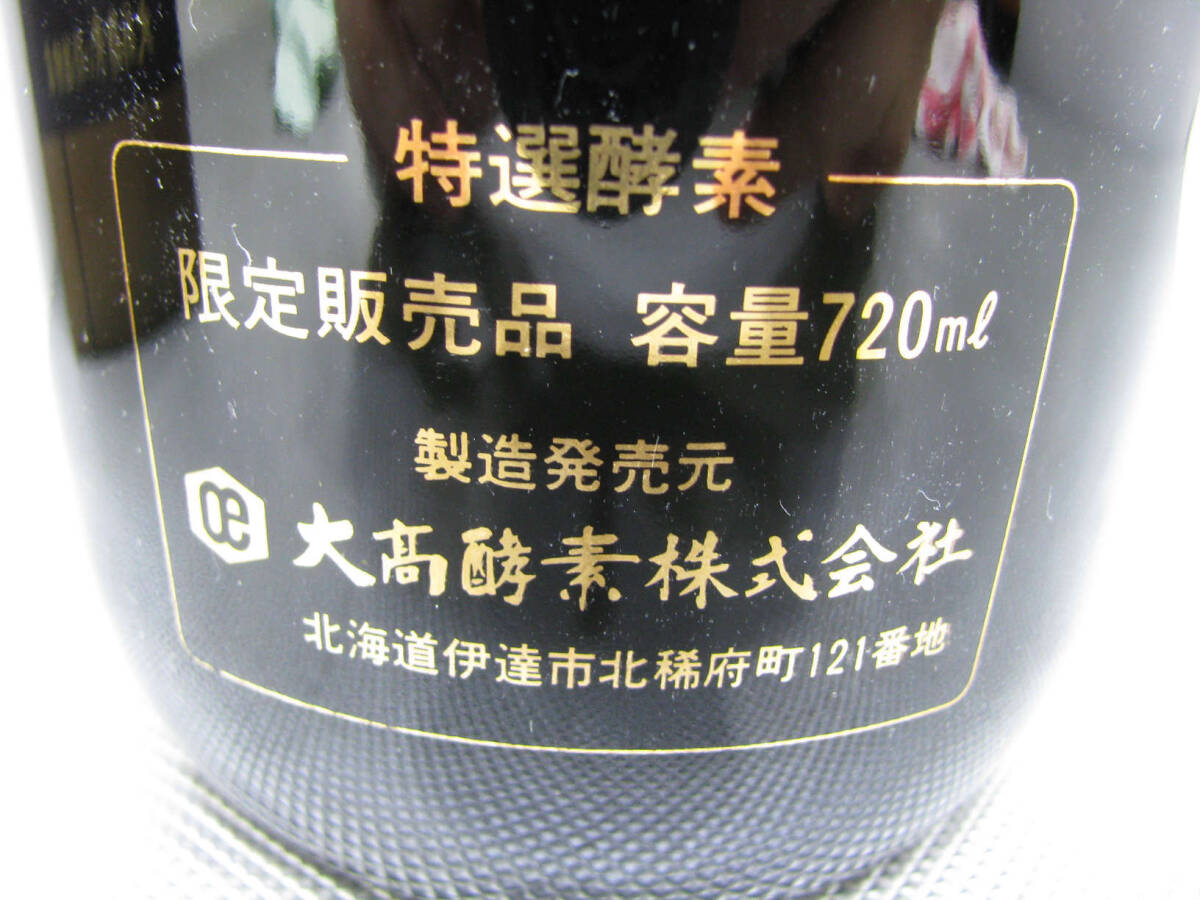 特選酵素
限定販売品 容量720ml
製造発売元
大髙酵素株式会社
北海道伊達市北稀府町121番地